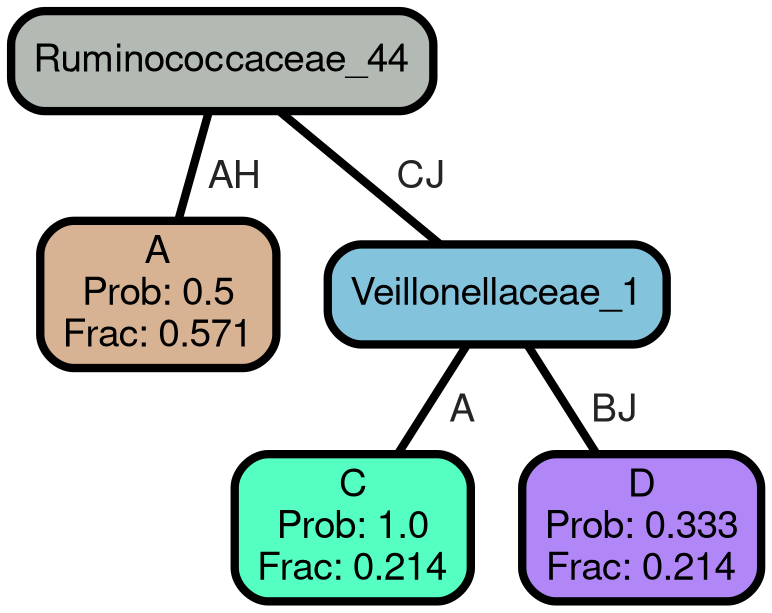 Ruminococcaceae_44
AH
CJ
A
Prob: 0.5
Frac: 0.571
Veillonellaceae_1
A
BJ
C
Prob: 1.0
Frac: 0.214
D
Prob: 0.333
Frac: 0.214